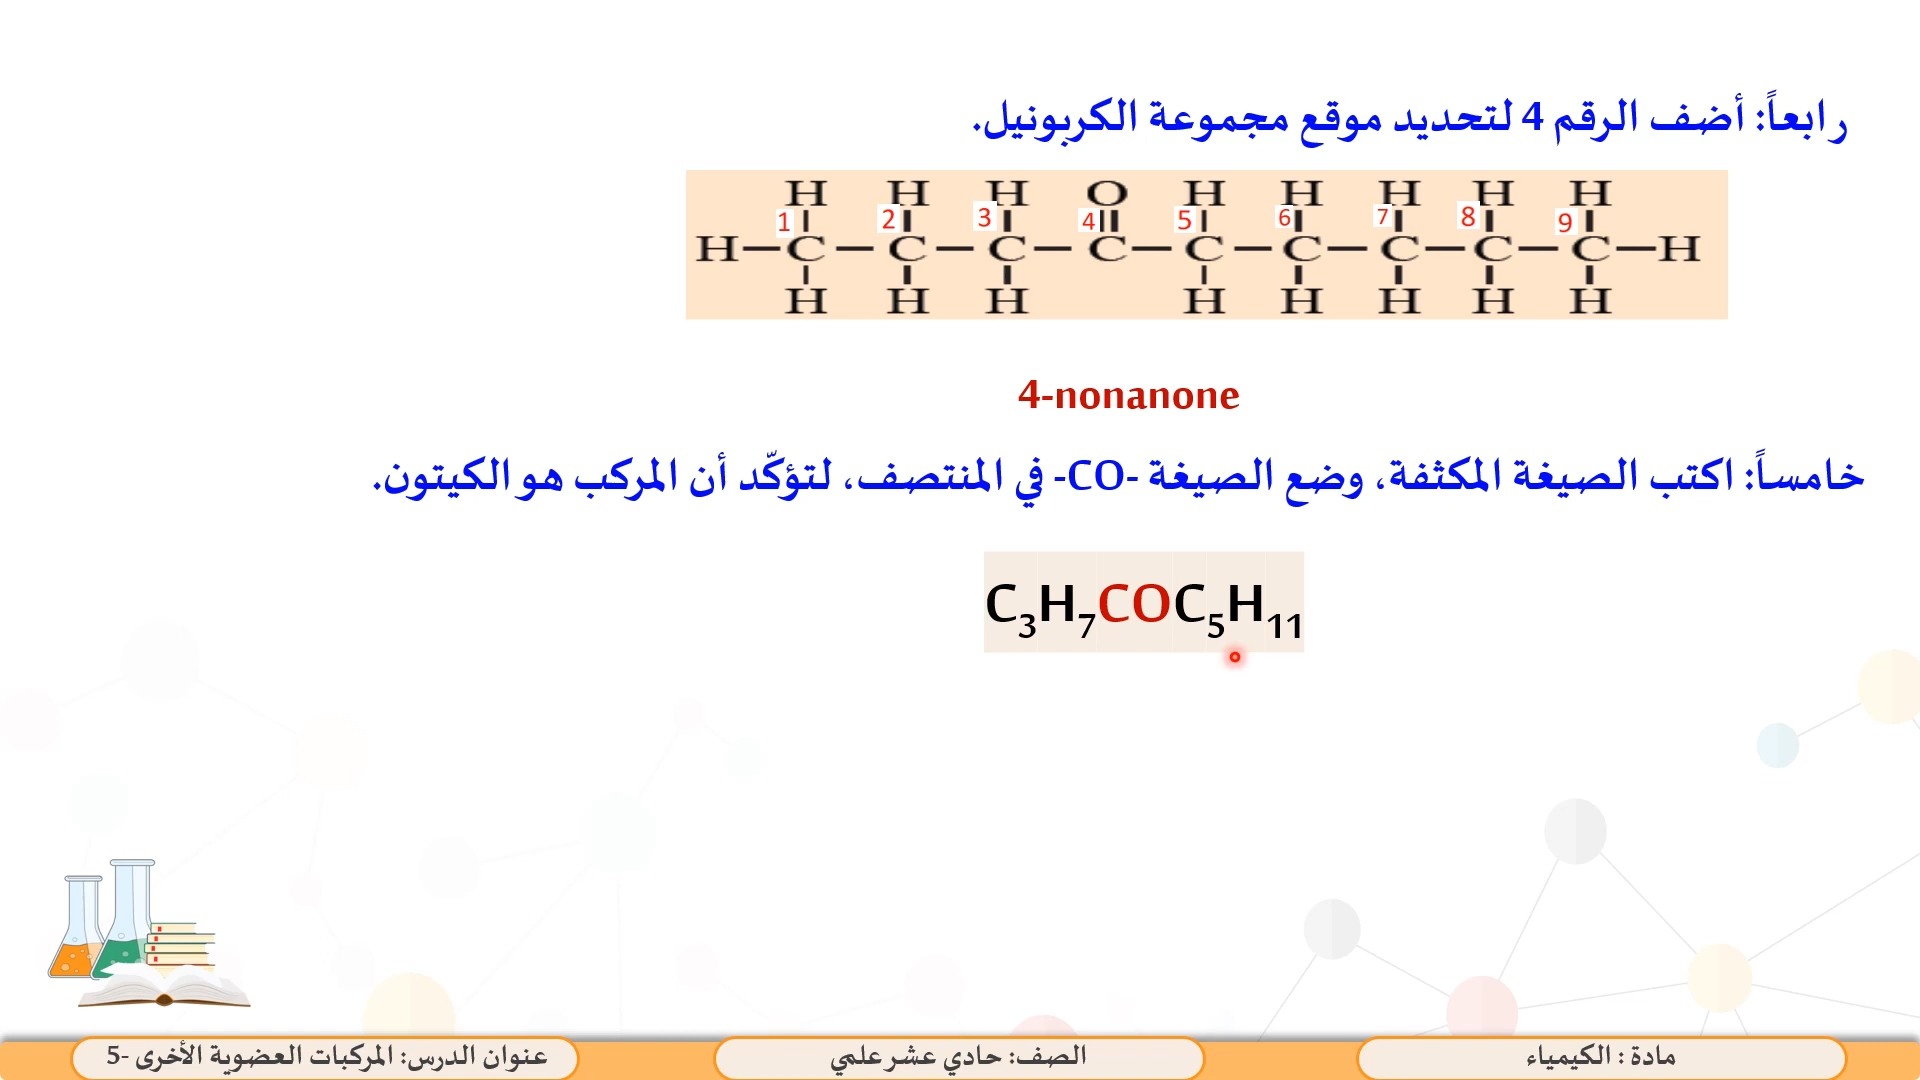 رابعاً: أضف الرقم 4 لتحديد موقع مجموعة الكربونيل.
H H H O H H H H H
1 2 3 4 5 6 7 8 9
H—C—C—C—C—C—C—C—C—C—H
H H H H H H H H
4-nonanone
خامساً: اكتب الصيغة المكثفة، وضع الصيغة -CO- في المنتصف، لتؤكّد أن المركب هو الكيتون.
C₃H₇COC₅H₁₁
مادة : الكيمياء
الصف: حادي عشر علمي
عنوان الدرس: المركبات العضوية الأخرى -5